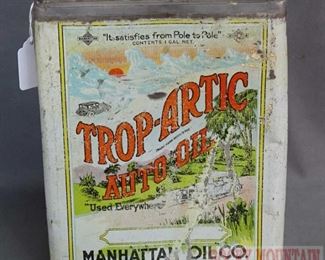 "It satisfies from Pole to Pole"
CONTENTS 1 GAL. NET.
TROP-ARTIC
AUTO OIL
"Used Everywhere"
MANHATTAN OIL CO.
MOUNTAIN